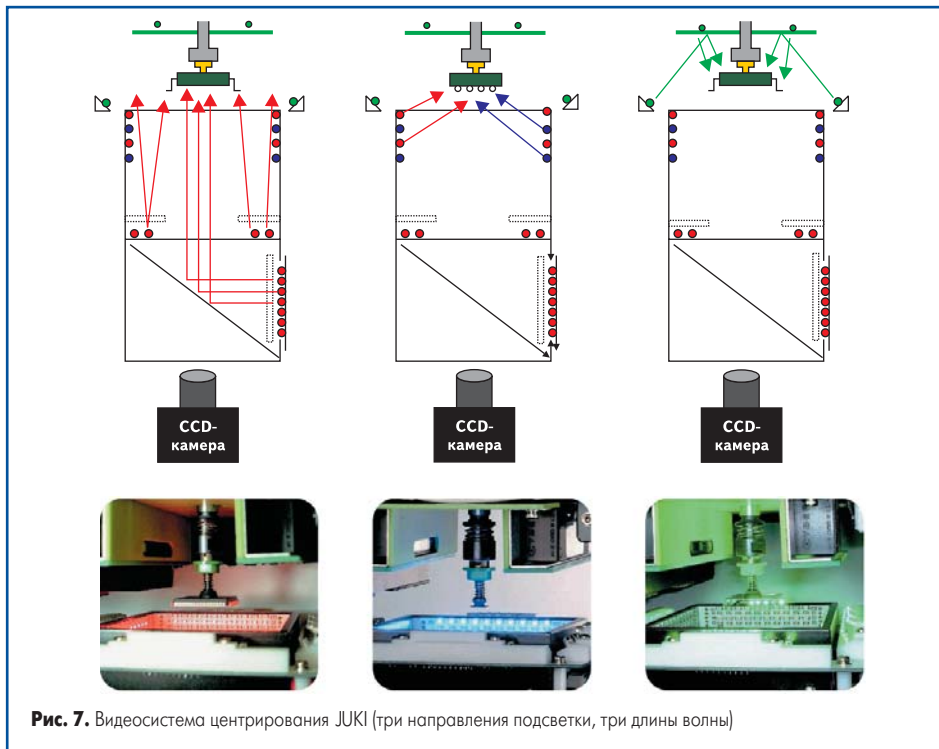 CCD-
камера
CCD-
камера
CCD-
камера
Рис. 7. Видеосистема центрирования JUKI (три направления подсветки, три длины волны)